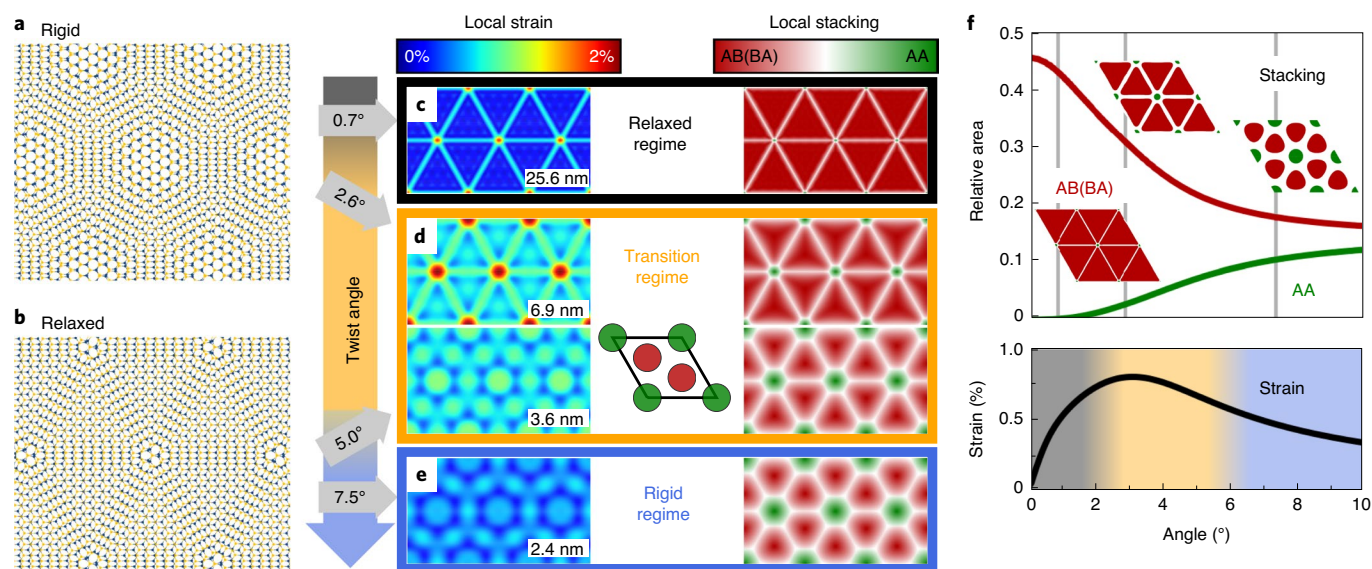 a
Rigid
b
Relaxed
Local strain
0%
2%
Local stacking
AB(BA)
AA
Twist angle
0.7°
2.6°
5.0°
7.5°
c
25.6 nm
Relaxed
regime
d
6.9 nm
Transition
regime
3.6 nm
e
2.4 nm
Rigid
regime
f
Relative area
0.5
0.4
0.3
0.2
0.1
0
Stacking
AB(BA)
AA
Strain (%)
1.0
0.5
0
Strain
0
2
4
6
8
10
Angle (°)